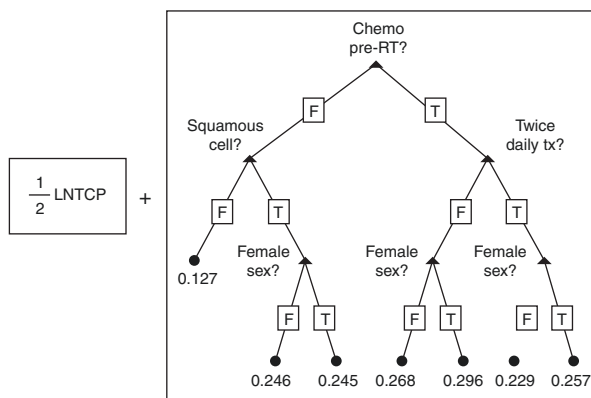 Chemo
pre-RT?
F
T
Squamous
cell?
Twice
daily tx?
1
2
LNTCP
+
F
T
F
T
0.127
Female
sex?
Female
sex?
Female
sex?
F
T
F
T
F
T
0.246
0.245
0.268
0.296
0.229
0.257